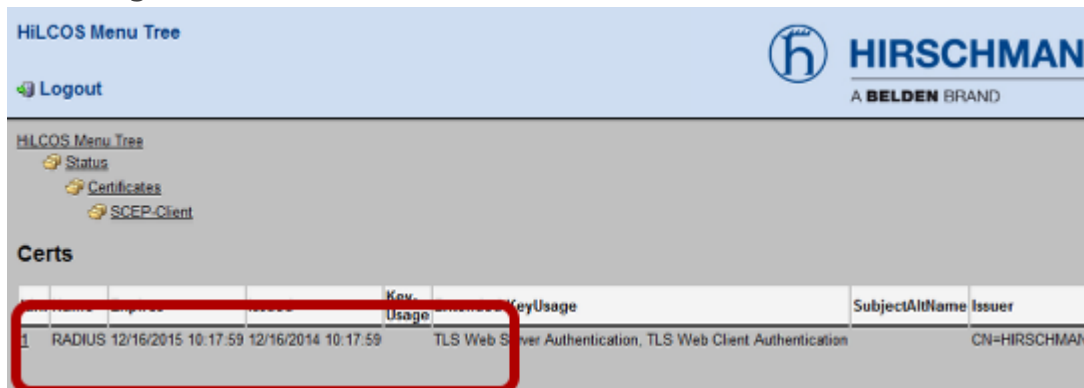 HiLCOS Menu Tree
HIRSCHMAN
Logout
A BELDEN BRAND
HiLCOS Menu Tree
Status
Certificates
SCEP-Client
Certs
Key-Usage KeyUsage SubjectAltName Issuer
1 RADIUS 12/16/2015 10:17:59 12/16/2014 10:17:59 TLS Web Server Authentication, TLS Web Client Authentication CN=HIRSCHMAN